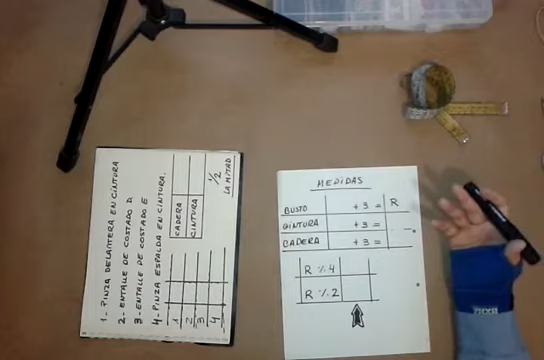 1- PINZA DELANTERA EN CINTURA
2- ENTALLE DE COSTADO D
3- ENTALLE DE COSTADO E
4- PINZA ESPALDA EN CINTURA.
CADERA
CINTURA
1/2
LA MITAD
1
2
3
4
MEDIDAS
BUSTO +3 = R
CINTURA +3 =
CADERA +3 =
R % 4
R % 2